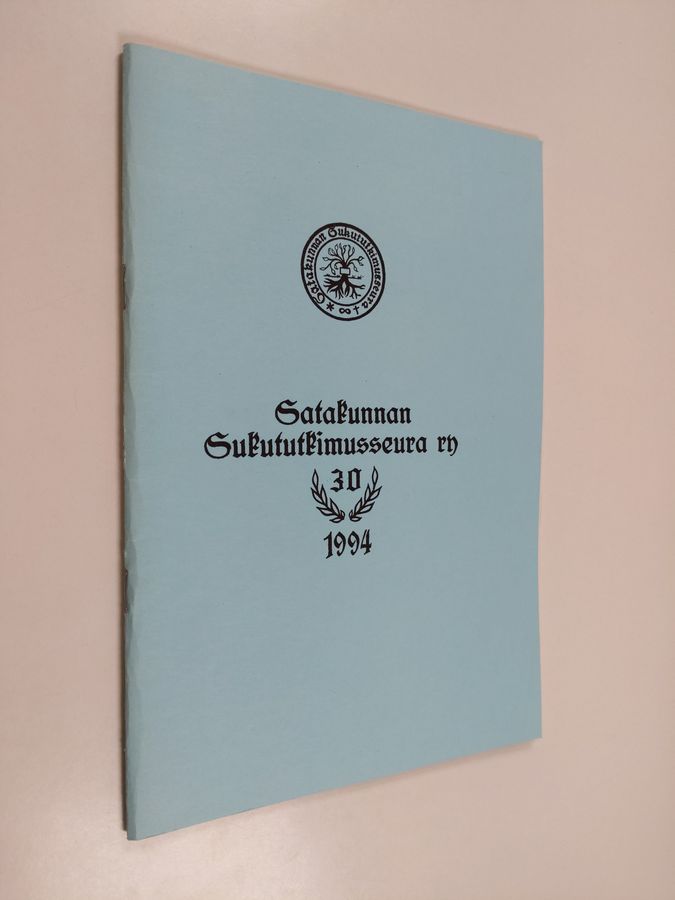 Satakunnan Sukututkimusseura
* ∞ +
Satakunnan
Sukututkimusseura ry
30
1994